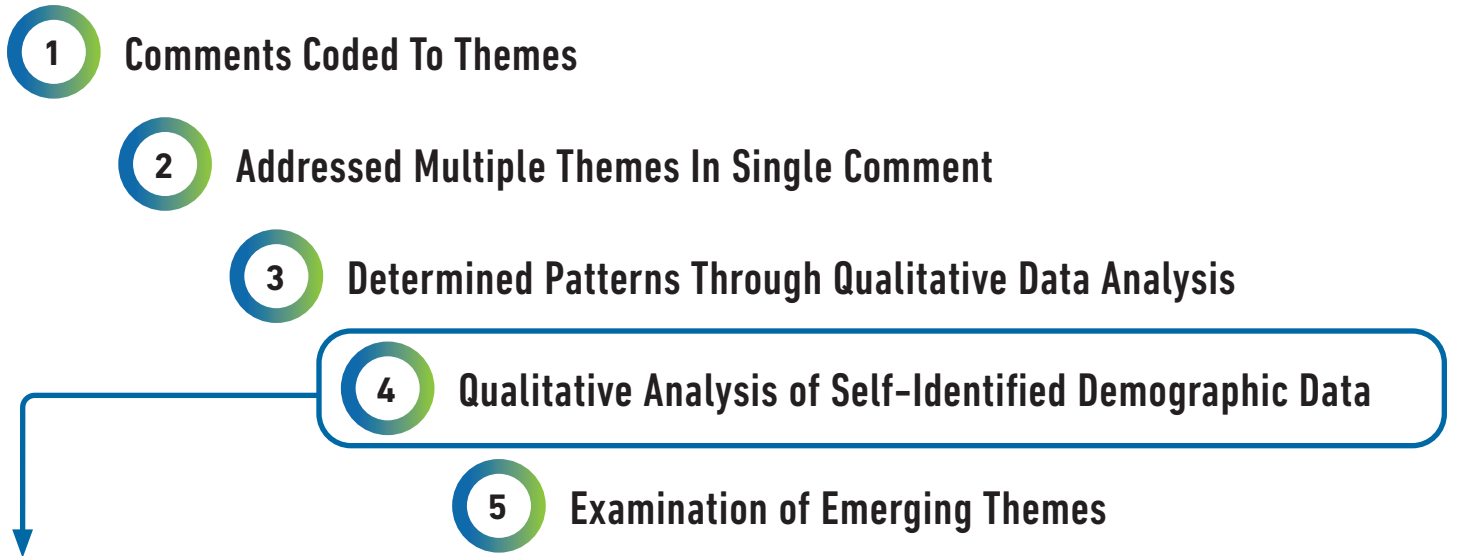 1 Comments Coded To Themes
2 Addressed Multiple Themes In Single Comment
3 Determined Patterns Through Qualitative Data Analysis
4 Qualitative Analysis of Self-Identified Demographic Data
5 Examination of Emerging Themes